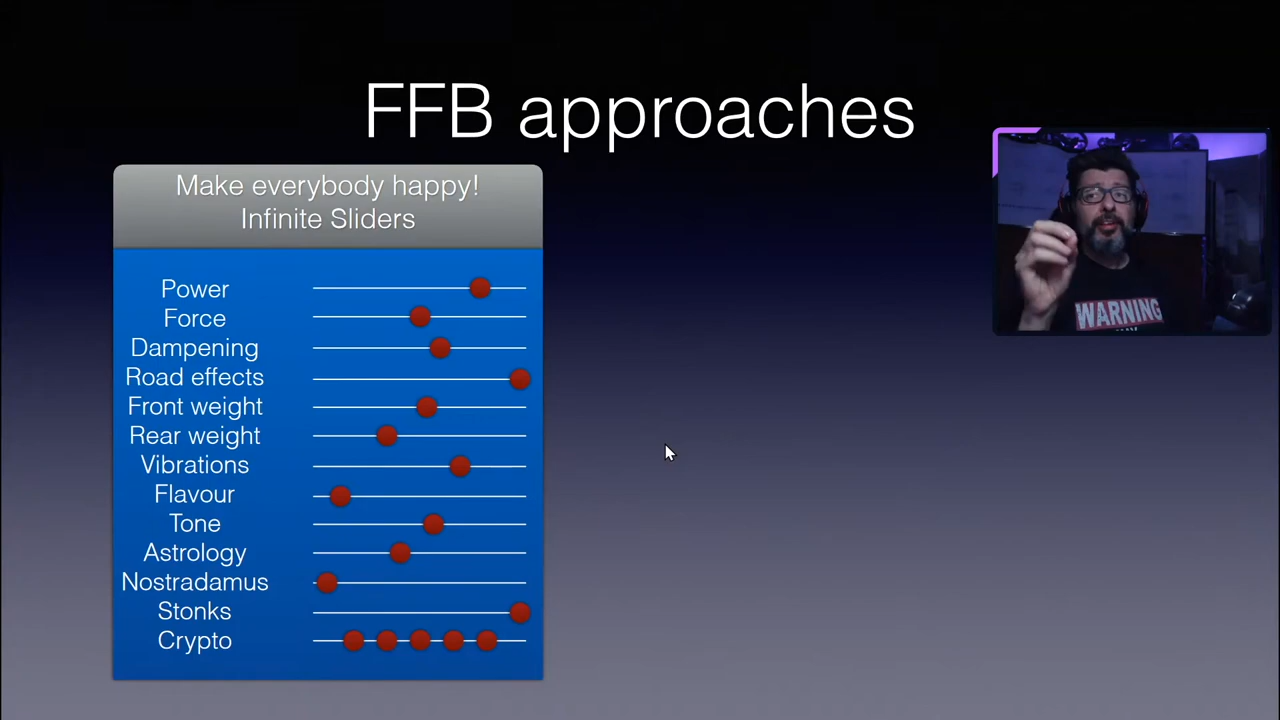 FFB approaches
Make everybody happy!
Infinite Sliders
Power
Force
Dampening
Road effects
Front weight
Rear weight
Vibrations
Flavour
Tone
Astrology
Nostradamus
Stonks
Crypto
WARNING